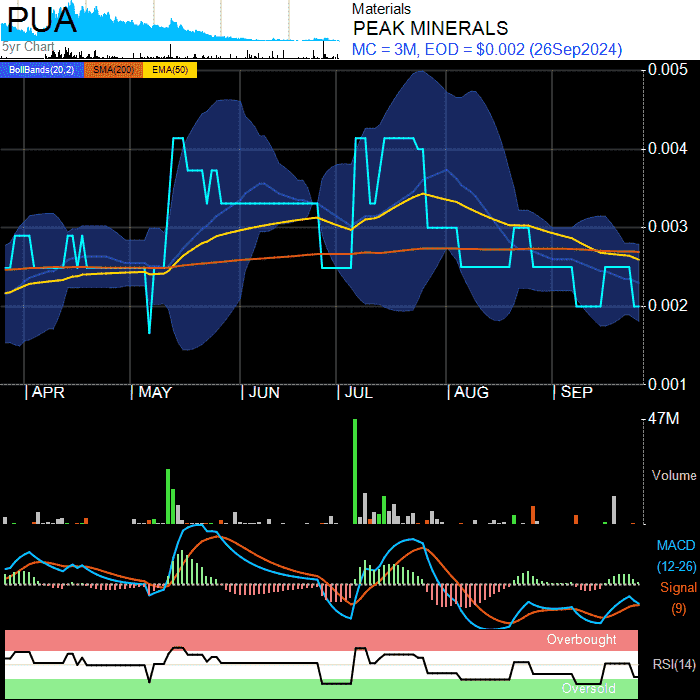 PUA
5yr Chart
Materials
PEAK MINERALS
MC = 3M, EOD = $0.002 (26Sep2024)
BollBands(20,2) SMA(200) EMA(50)
0.005
0.004
0.003
0.002
0.001
APR MAY JUN JUL AUG SEP
47M
Volume
MACD
(12-26)
Signal
(9)
Overbought
RSI(14)
Oversold